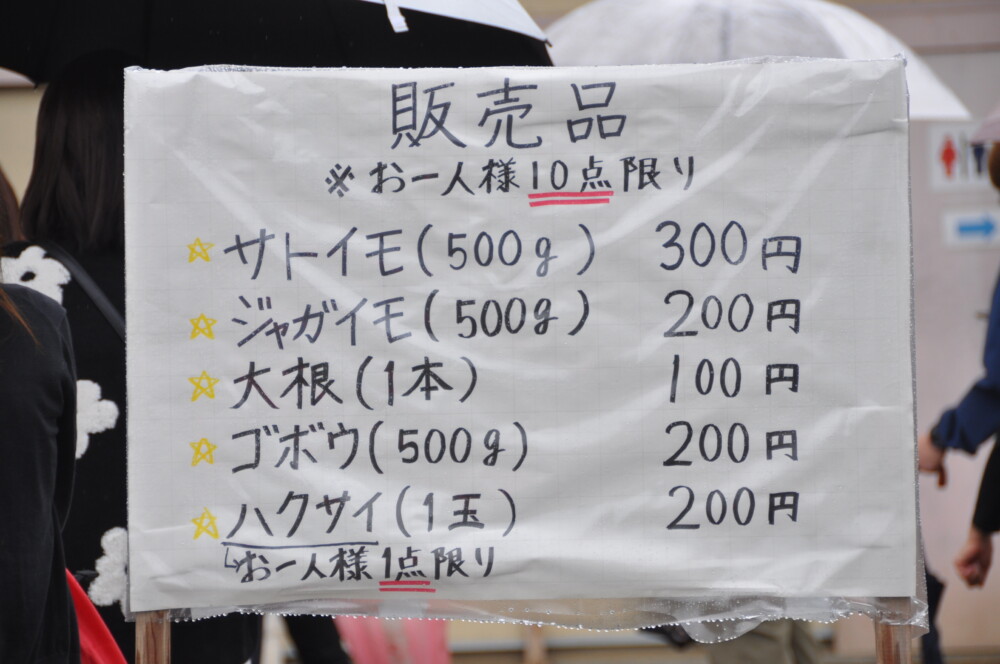 販売品
※お一人様10点限り
☆サトイモ(500g) 300円
☆ジャガイモ(500g) 200円
☆大根(1本) 100円
☆ゴボウ(500g) 200円
☆ハクサイ(1玉) 200円
お一人様1点限り